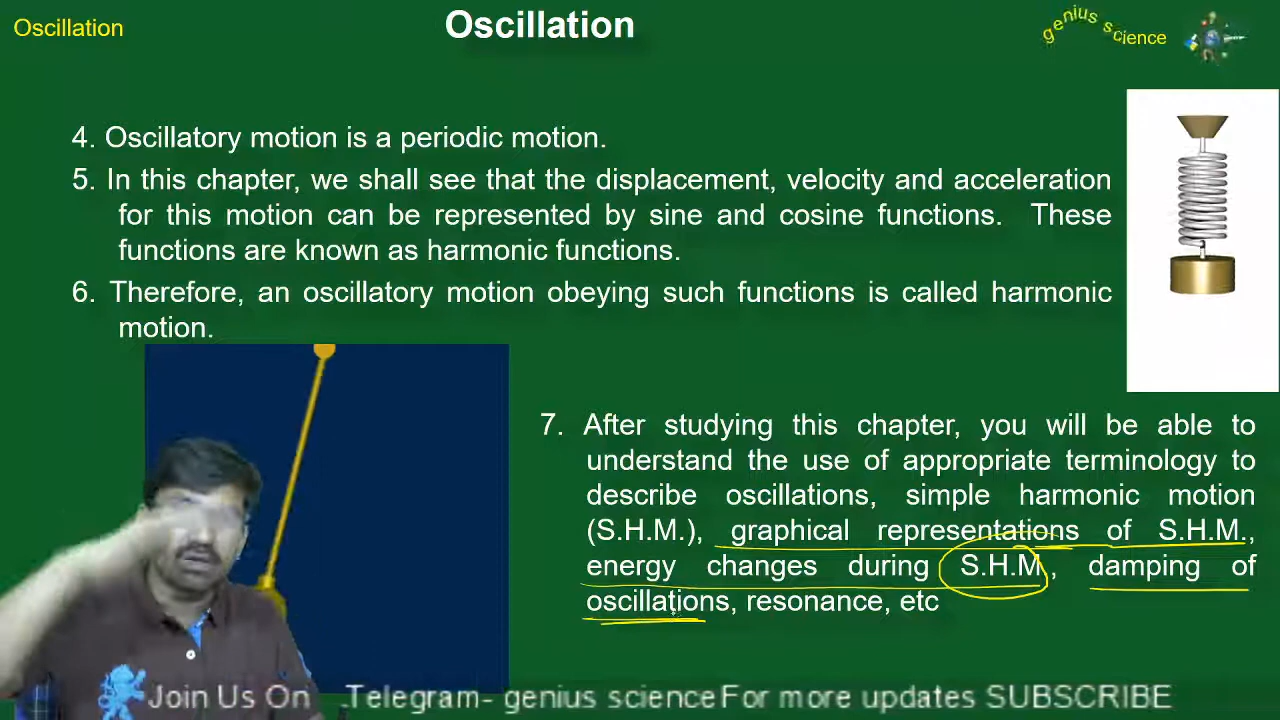 Oscillation
Oscillation
genius science
4. Oscillatory motion is a periodic motion.
5. In this chapter, we shall see that the displacement, velocity and acceleration
for this motion can be represented by sine and cosine functions. These
functions are known as harmonic functions.
6. Therefore, an oscillatory motion obeying such functions is called harmonic
motion.
7. After studying this chapter, you will be able to
understand the use of appropriate terminology to
describe oscillations, simple harmonic motion
(S.H.M.), graphical representations of S.H.M.,
energy changes during S.H.M, damping of
oscillations, resonance, etc
Join Us On .Telegram- genius science For more updates SUBSCRIBE